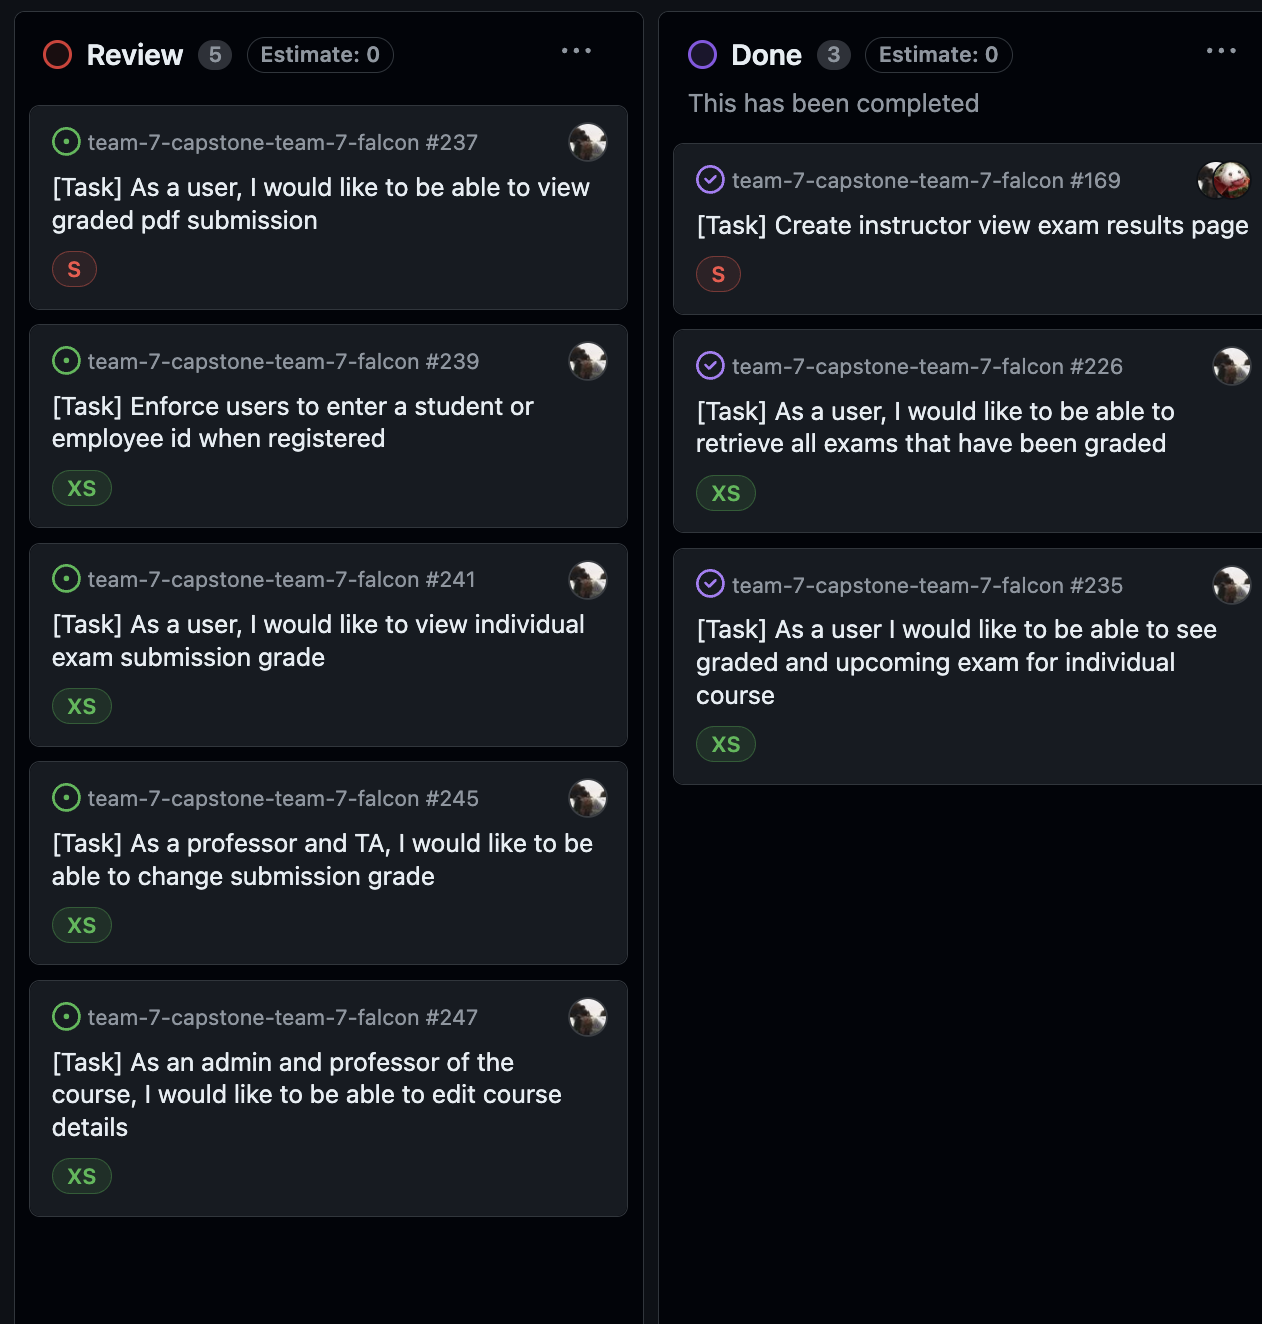 Review 5 Estimate: 0
team-7-capstone-team-7-falcon #237
[Task] As a user, I would like to be able to view
graded pdf submission
S
team-7-capstone-team-7-falcon #239
[Task] Enforce users to enter a student or
employee id when registered
XS
team-7-capstone-team-7-falcon #241
[Task] As a user, I would like to view individual
exam submission grade
XS
team-7-capstone-team-7-falcon #245
[Task] As a professor and TA, I would like to be
able to change submission grade
XS
team-7-capstone-team-7-falcon #247
[Task] As an admin and professor of the
course, I would like to be able to edit course
details
XS
Done 3 Estimate: 0
This has been completed
team-7-capstone-team-7-falcon #169
[Task] Create instructor view exam results page
S
team-7-capstone-team-7-falcon #226
[Task] As a user, I would like to be able to
retrieve all exams that have been graded
XS
team-7-capstone-team-7-falcon #235
[Task] As a user I would like to be able to see
graded and upcoming exam for individual
course
XS